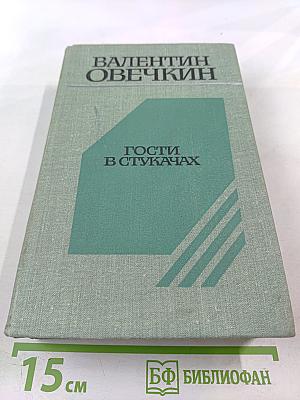 ВАЛЕНТИН
ОВЕЧКИН
ГОСТИ
В СТУКАЧАХ
15 см
БФ БИБЛИОФАН